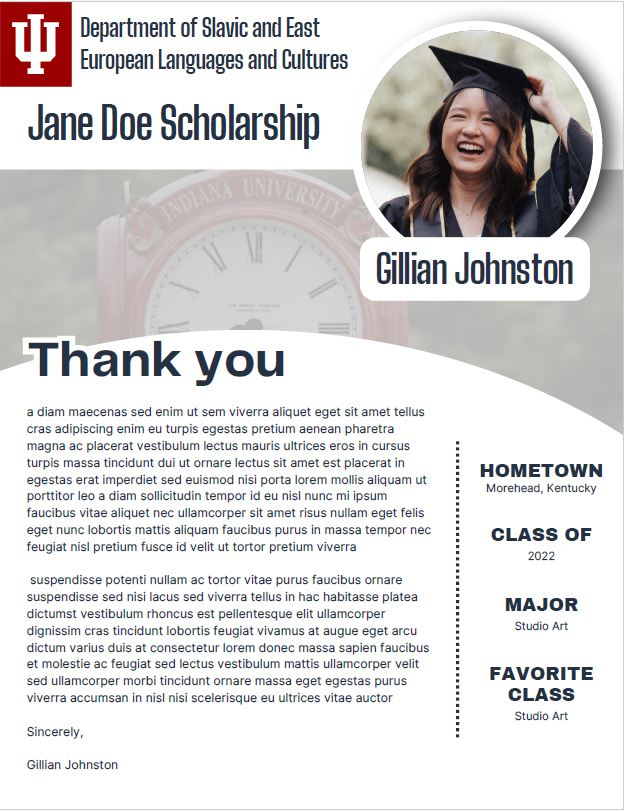 Department of Slavic and East
European Languages and Cultures
Jane Doe Scholarship
INDIANA UNIVERSITY
Gillian Johnston
Thank you
a diam maecenas sed enim ut sem viverra aliquet eget sit amet tellus
cras adipiscing enim eu turpis egestas pretium aenean pharetra
magna ac placerat vestibulum lectus mauris ultrices eros in cursus
turpis massa tincidunt dui ut ornare lectus sit amet est placerat in
egestas erat imperdiet sed euismod nisi porta lorem mollis aliquam ut
porttitor leo a diam sollicitudin tempor id eu nisl nunc mi ipsum
faucibus vitae aliquet nec ullamcorper sit amet risus nullam eget felis
eget nunc lobortis mattis aliquam faucibus purus in massa tempor nec
feugiat nisl pretium fusce id velit ut tortor pretium viverra
suspendisse potenti nullam ac tortor vitae purus faucibus ornare
suspendisse sed nisi lacus sed viverra tellus in hac habitasse platea
dictumst vestibulum rhoncus est pellentesque elit ullamcorper
dignissim cras tincidunt lobortis feugiat vivamus at augue eget arcu
dictum varius duis at consectetur lorem donec massa sapien faucibus
et molestie ac feugiat sed lectus vestibulum mattis ullamcorper velit
sed ullamcorper morbi tincidunt ornare massa eget egestas purus
viverra accumsan in nisl nisi scelerisque eu ultrices vitae auctor
Sincerely,
Gillian Johnston
HOMETOWN
Morehead, Kentucky
CLASS OF
2022
MAJOR
Studio Art
FAVORITE
CLASS
Studio Art